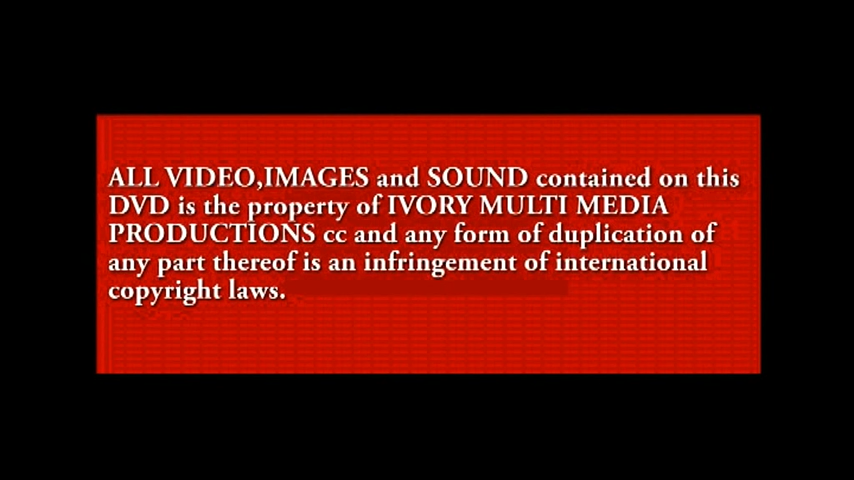 ALL VIDEO,IMAGES and SOUND contained on this
DVD is the property of IVORY MULTI MEDIA
PRODUCTIONS cc and any form of duplication of
any part thereof is an infringement of international
copyright laws.